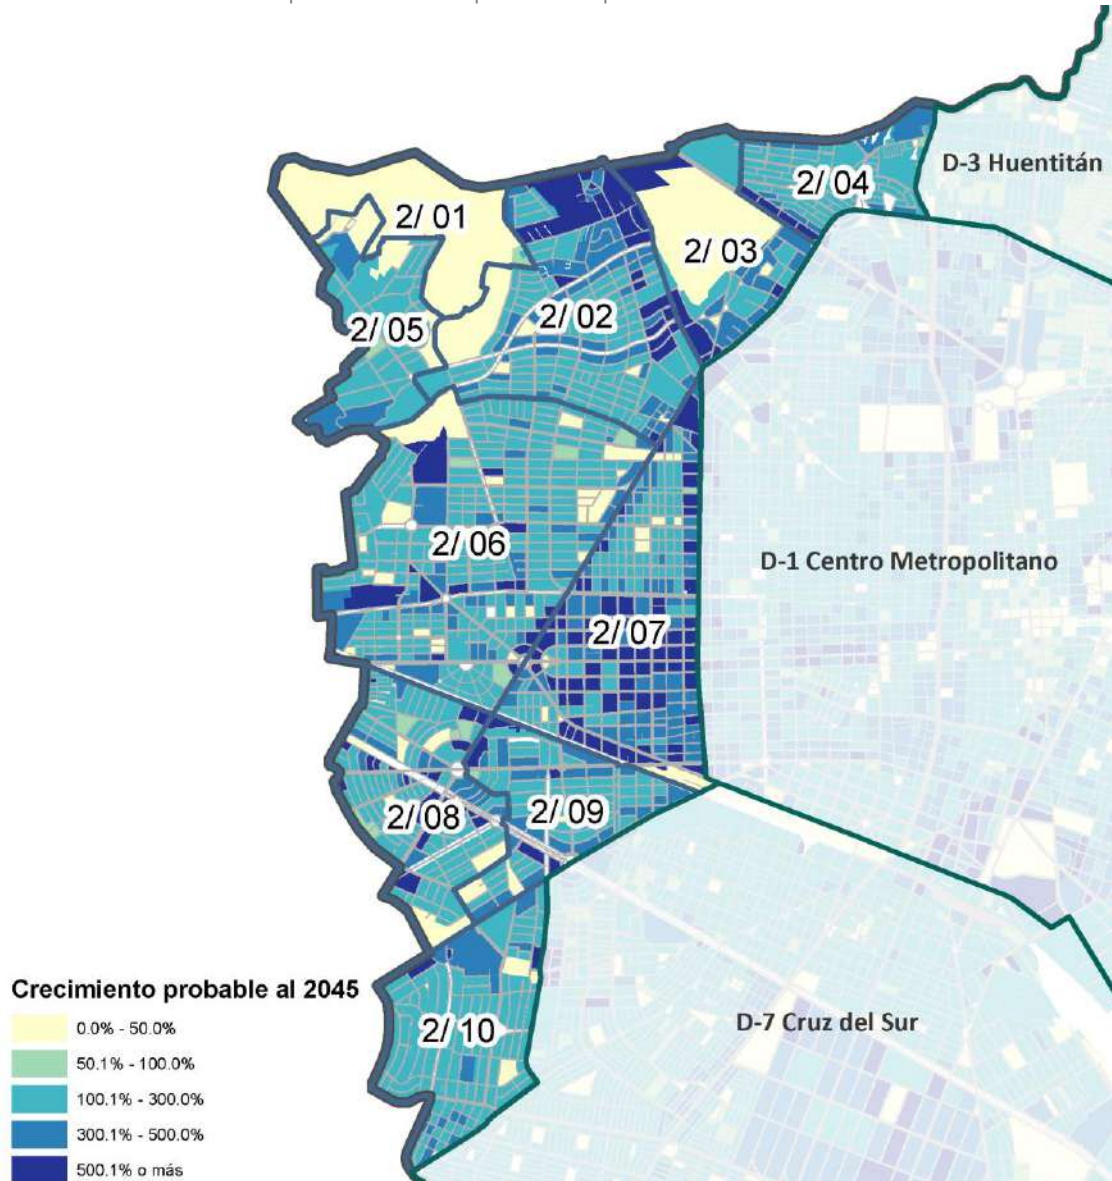 D-3 Huentitán
2/ 04
2/ 01
2/ 03
2/ 02
2/ 05
2/ 06
D-1 Centro Metropolitano
2/ 07
2/ 08
2/ 09
Crecimiento probable al 2045
0.0% - 50.0%
50.1% - 100.0%
100.1% - 300.0%
300.1% - 500.0%
500.1% o más
2/ 10
D-7 Cruz del Sur